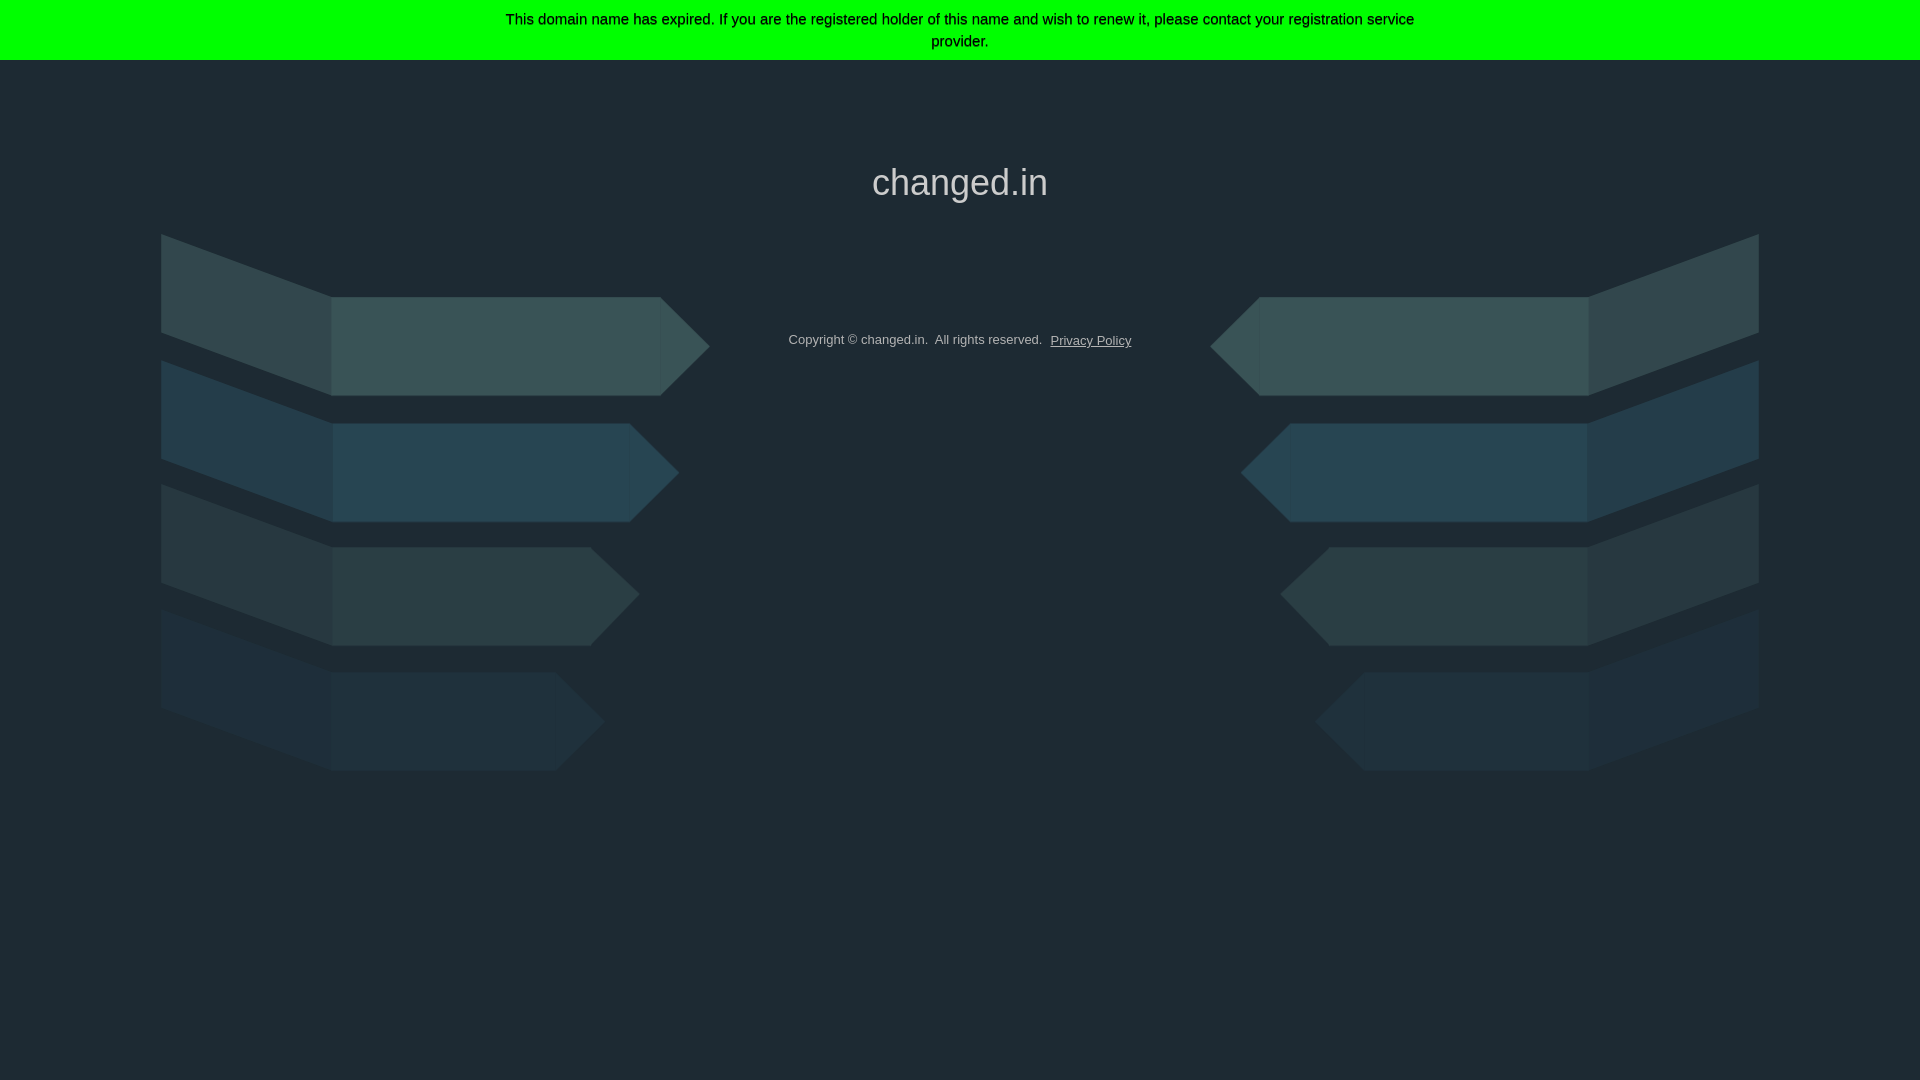 This domain name has expired. If you are the registered holder of this name and wish to renew it, please contact your registration service
provider.
changed.in
Copyright © changed.in.  All rights reserved.  Privacy Policy